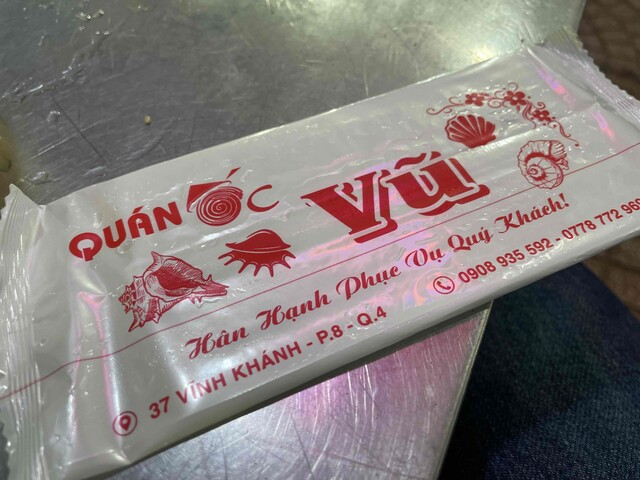 QUÁN ỐC Vũ
Hân Hạnh Phục Vụ Quý Khách!
37 VĨNH KHÁNH - P.8 - Q.4
0908 935 592 - 0778 772 968